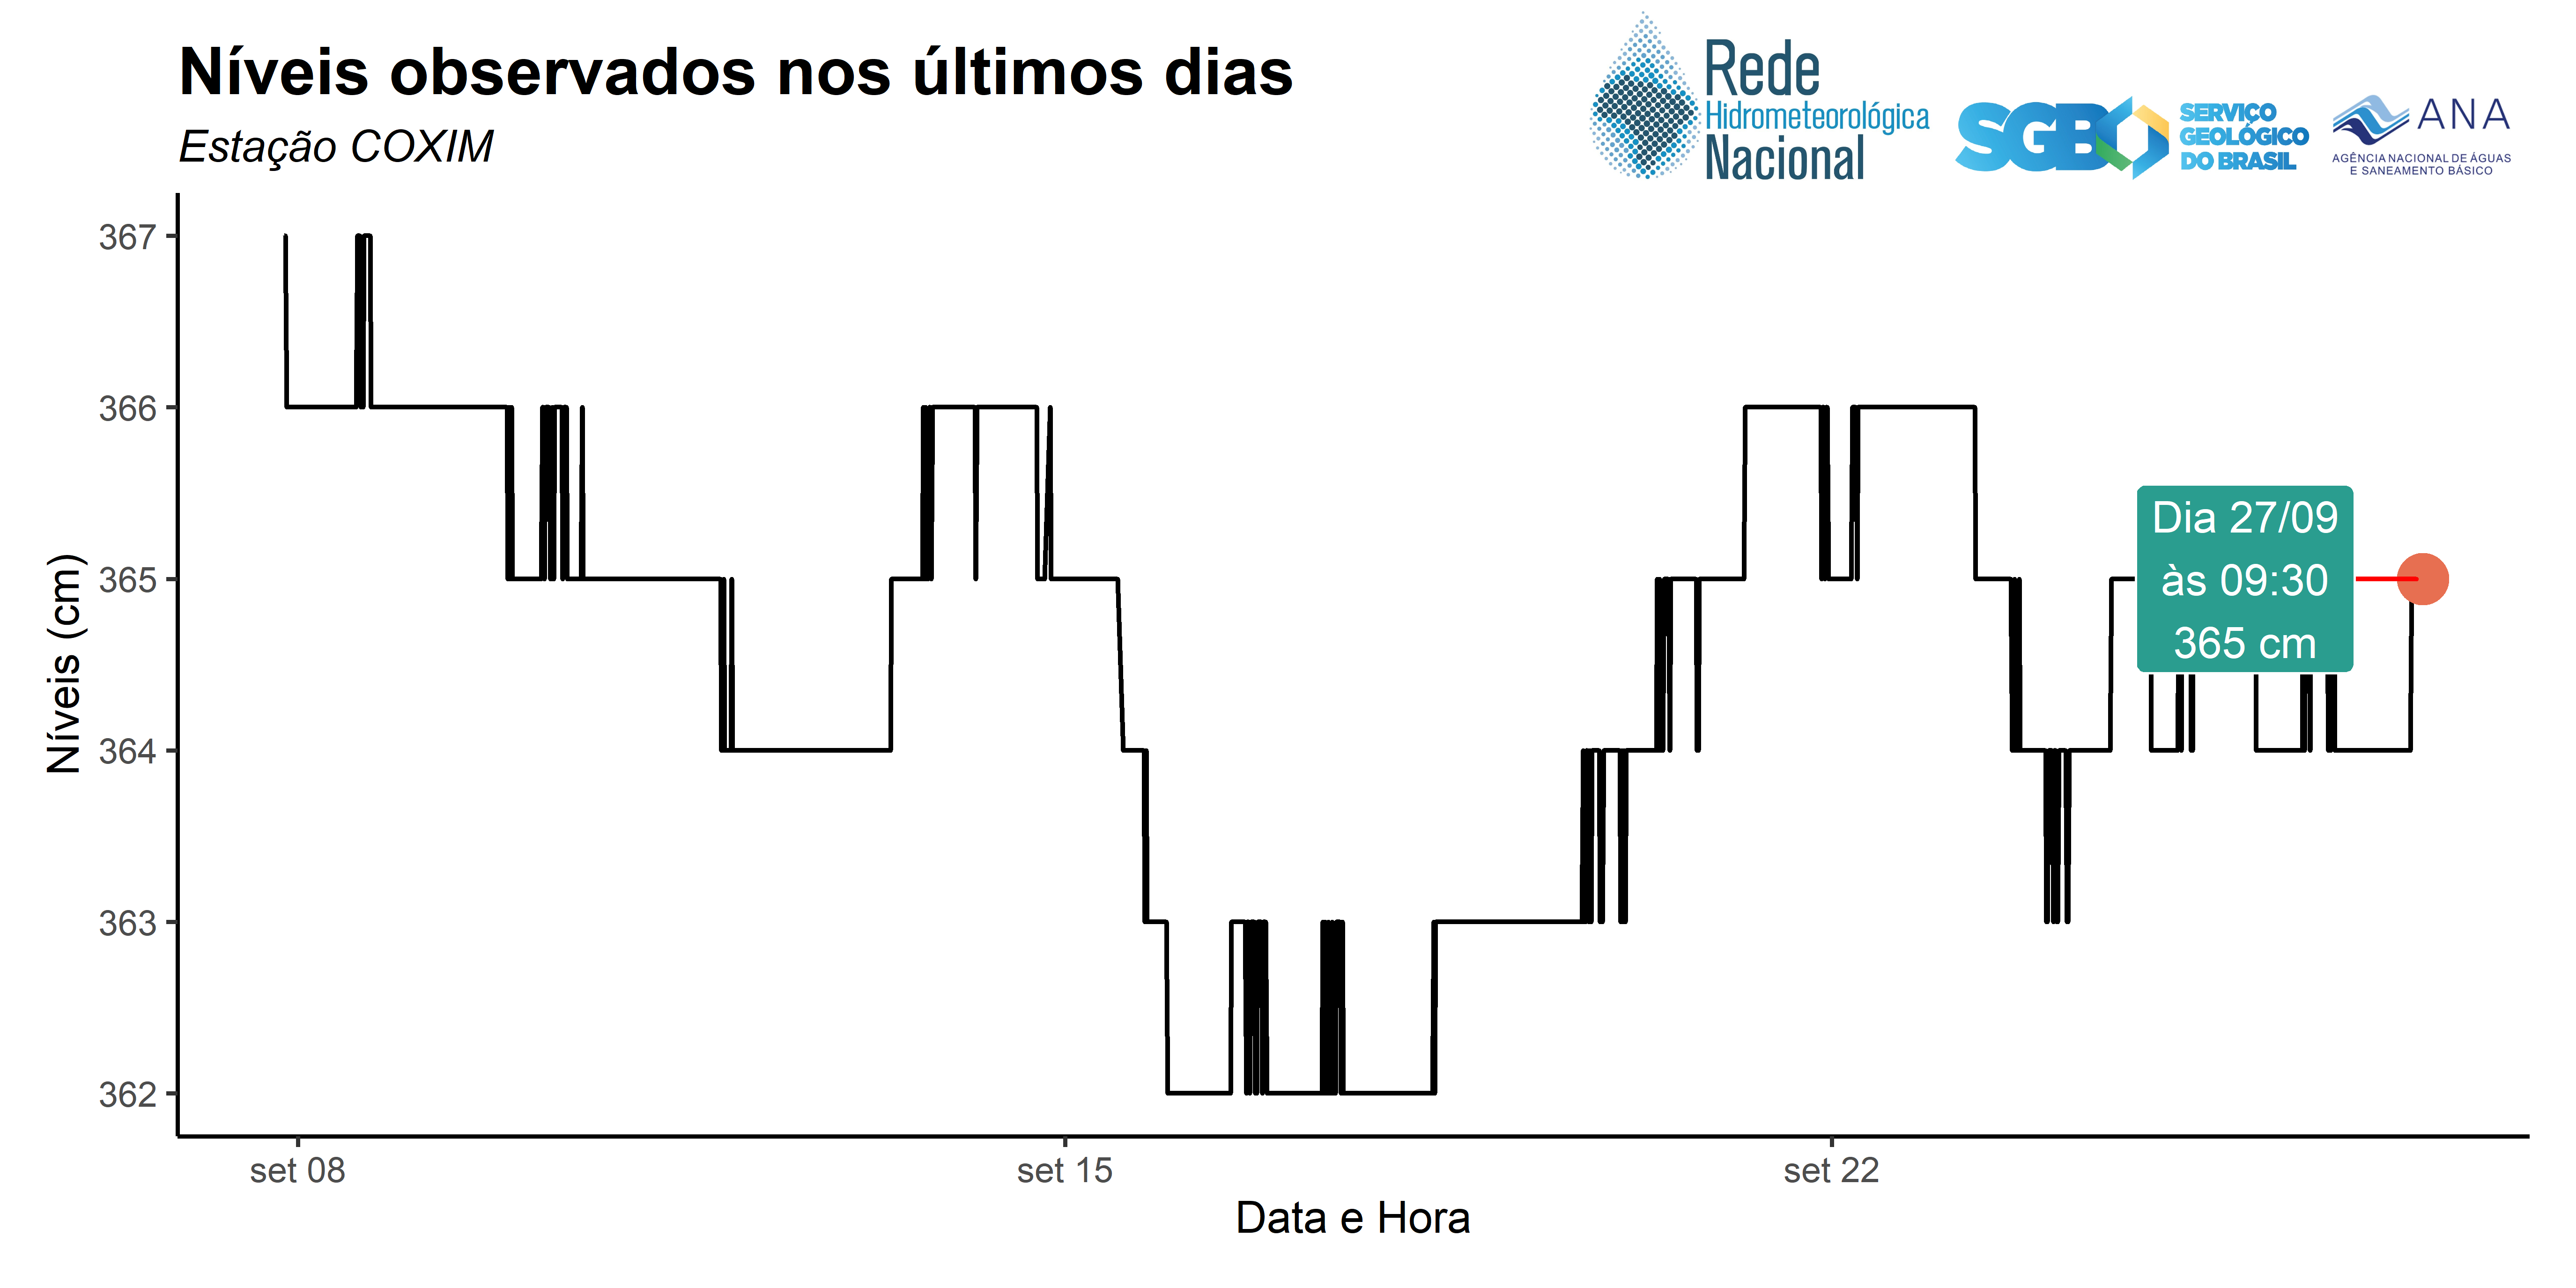 Níveis observados nos últimos dias
Estação COXIM
Rede
Hidrometeorológica
Nacional
SGB
SERVIÇO
GEOLÓGICO
DO BRASIL
ANA
AGÊNCIA NACIONAL DE ÁGUAS
E SANEAMENTO BÁSICO
Níveis (cm)
367
366
365
364
363
362
Dia 27/09
às 09:30
365 cm
set 08
set 15
set 22
Data e Hora